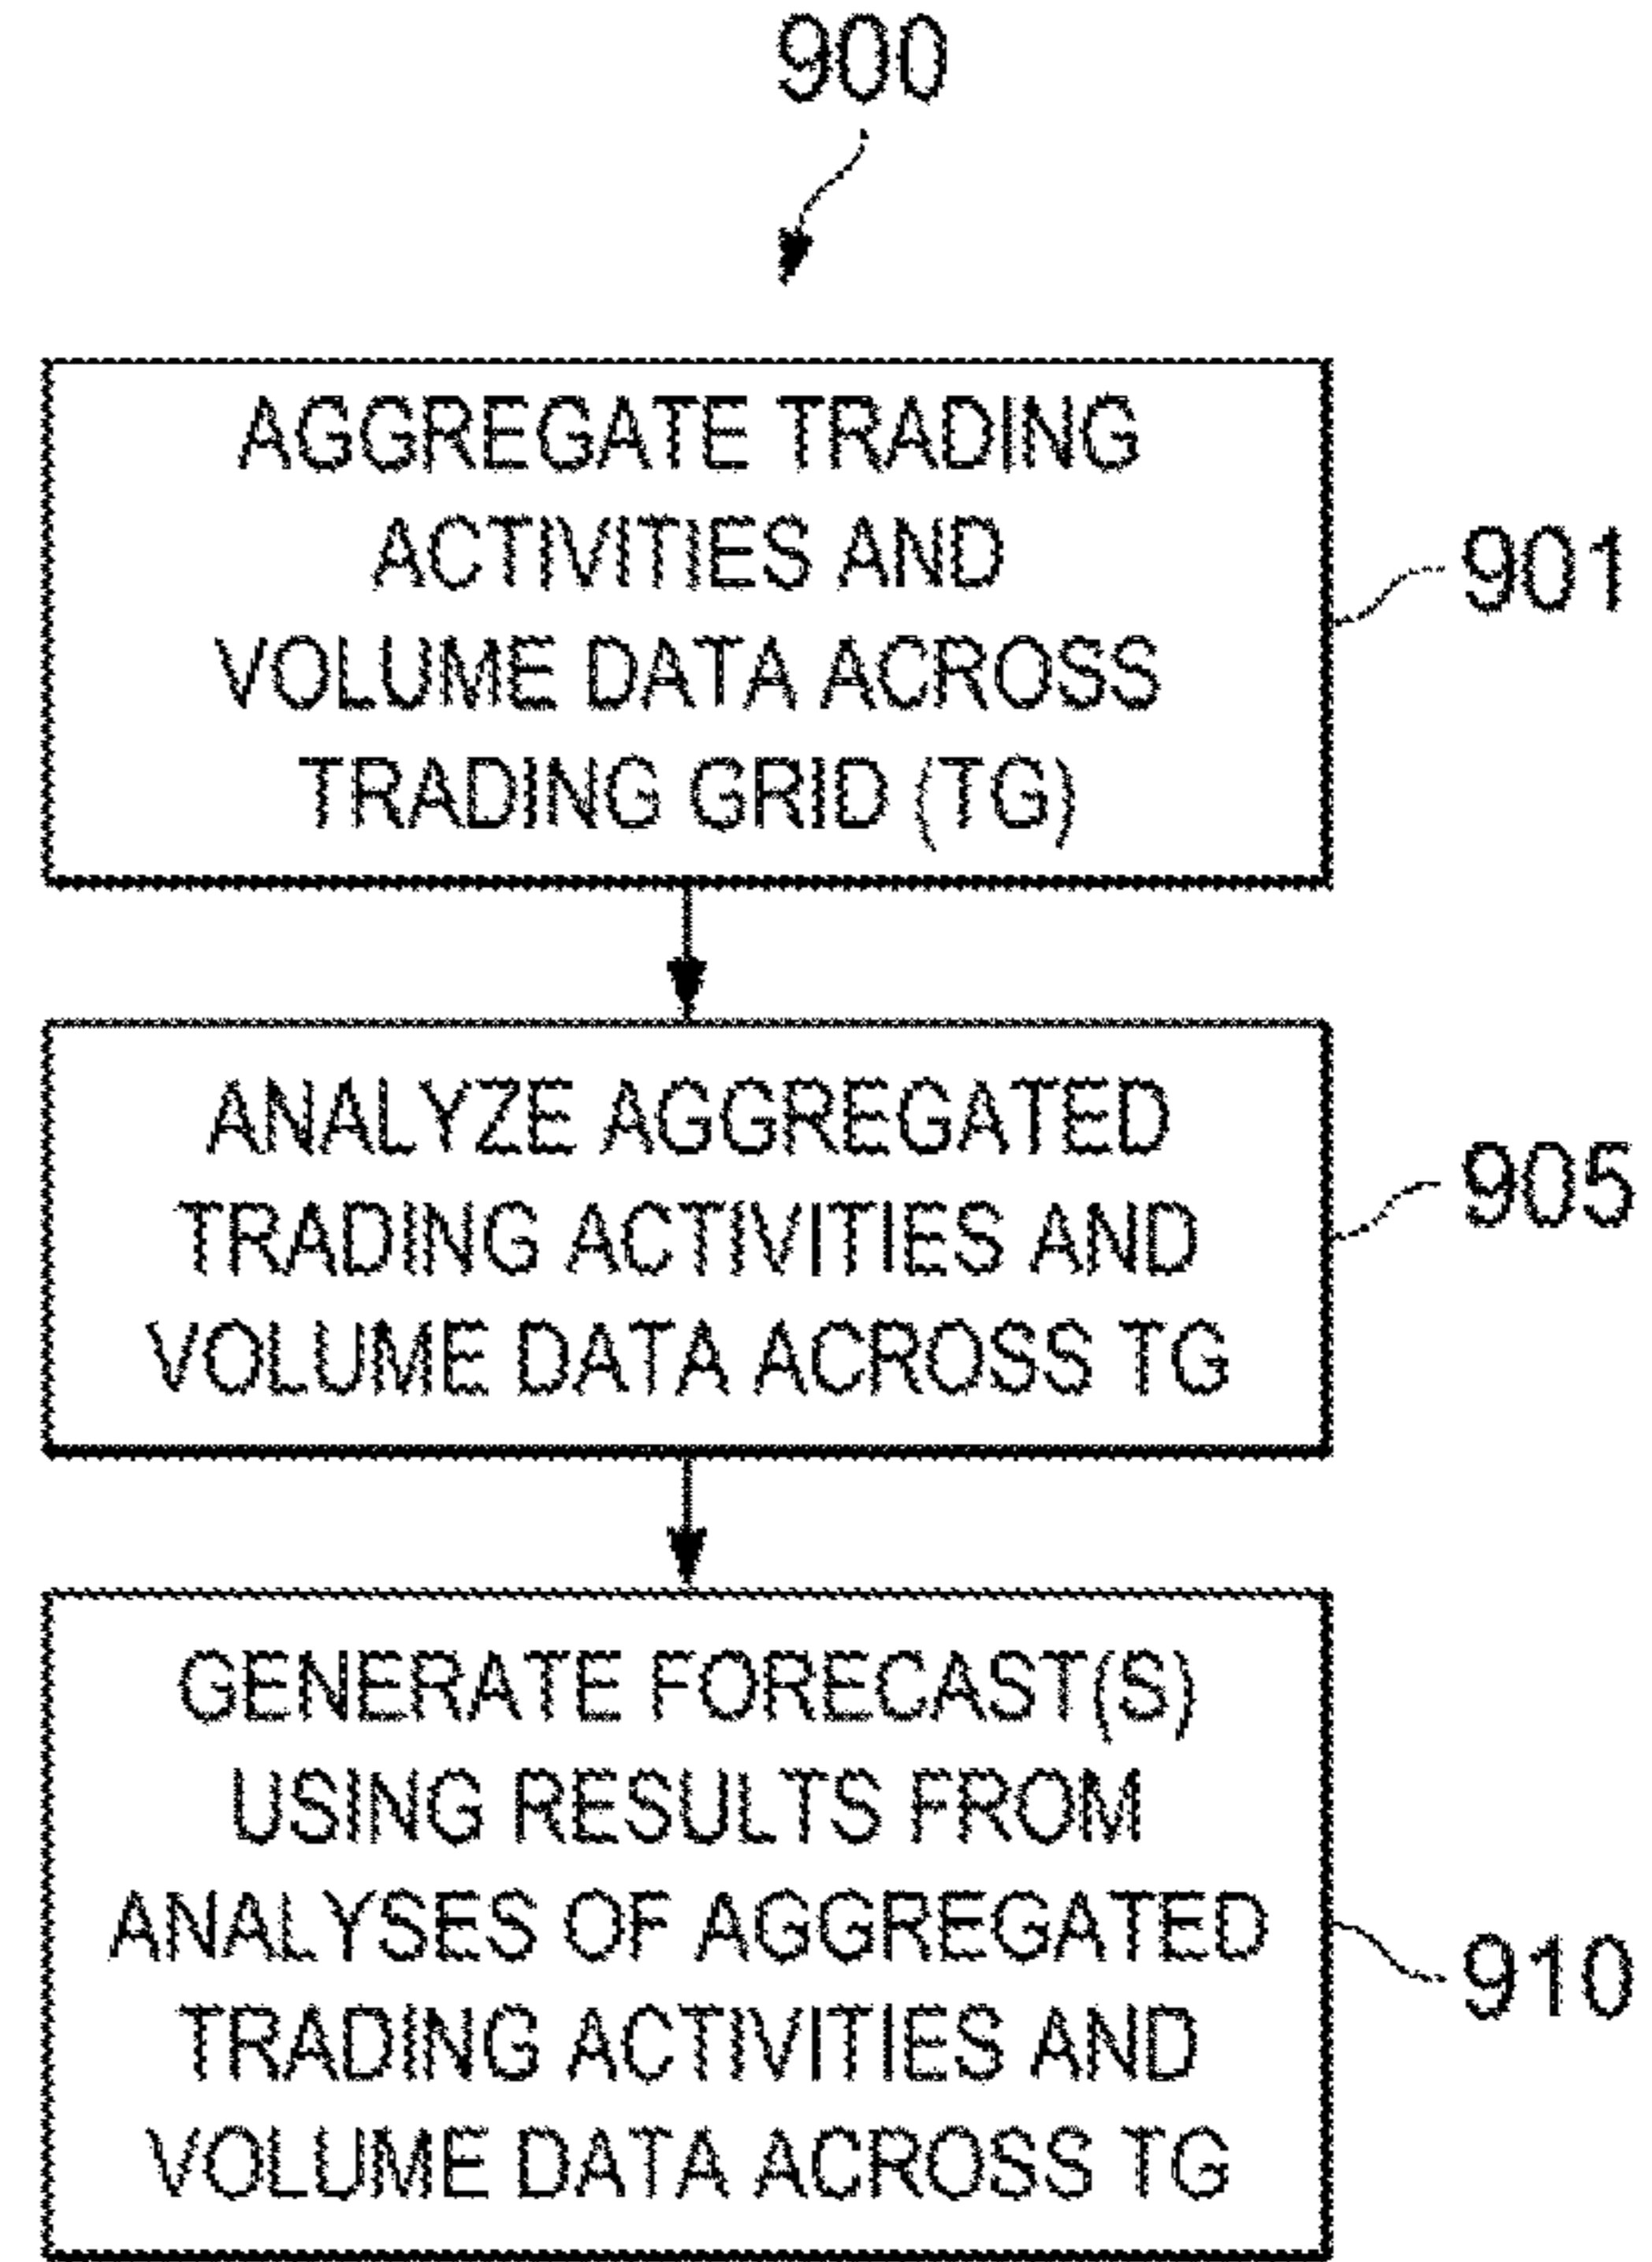 900
AGGREGATE TRADING
ACTIVITIES AND
VOLUME DATA ACROSS
TRADING GRID (TG)
901
ANALYZE AGGREGATED
TRADING ACTIVITIES AND
VOLUME DATA ACROSS TG
905
GENERATE FORECAST(S)
USING RESULTS FROM
ANALYSES OF AGGREGATED
TRADING ACTIVITIES AND
VOLUME DATA ACROSS TG
910